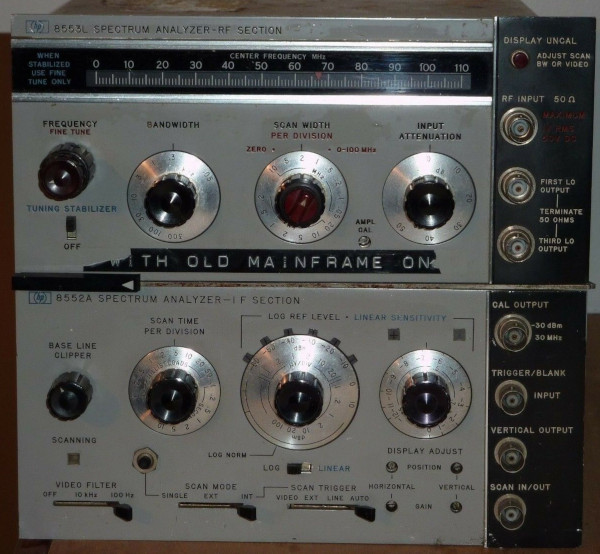 hp 8553L SPECTRUM ANALYZER-RF SECTION
DISPLAY UNCAL
WHEN STABILIZED USE FINE TUNE ONLY
CENTER FREQUENCY MHz
0 10 20 30 40 50 60 70 80 90 100 110
ADJUST SCAN
BW OR VIDEO
RF INPUT 50 Ω
MAXIMUM
FREQUENCY
FINE TUNE
BANDWIDTH
SCAN WIDTH
PER DIVISION
ZERO
0-100 MHz
INPUT
ATTENUATION
FIRST LO
OUTPUT
TERMINATE
50 OHMS
THIRD LO
OUTPUT
TUNING STABILIZER
OFF
AMPL
CAL
WITH OLD MAINFRAME ON
hp 8552A SPECTRUM ANALYZER-IF SECTION
CAL OUTPUT
-30 dBm
30 MHz
SCAN TIME
PER DIVISION
LOG REF LEVEL • LINEAR SENSITIVITY
BASE LINE
CLIPPER
TRIGGER/BLANK
INPUT
VERTICAL OUTPUT
SCANNING
LOG NORM
LOG
LINEAR
DISPLAY ADJUST
POSITION
HORIZONTAL
VERTICAL
GAIN
SCAN IN/OUT
VIDEO FILTER
OFF 10 kHz 100 Hz
SCAN MODE
SINGLE EXT INT
SCAN TRIGGER
VIDEO EXT LINE AUTO